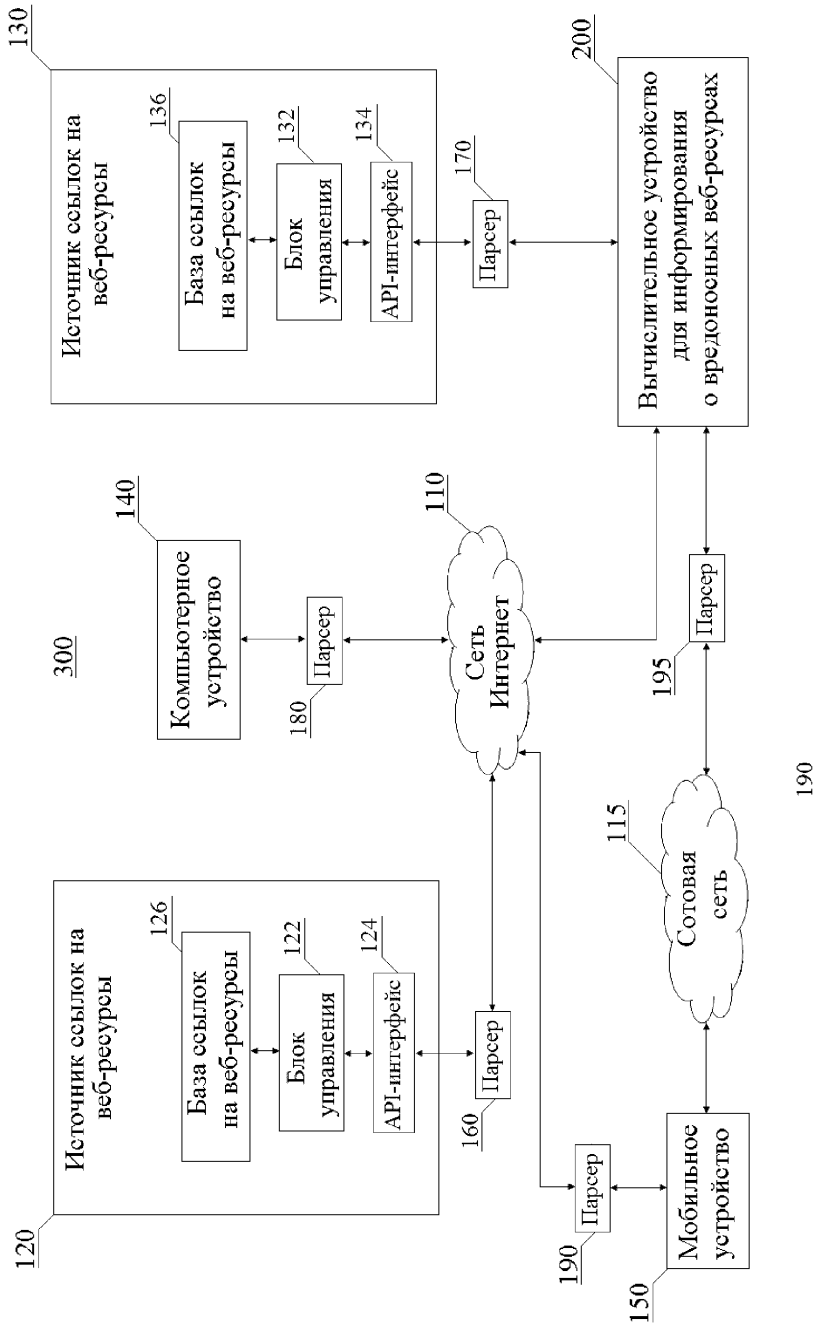 300
120
Источник ссылок на
веб-ресурсы
126
База ссылок
на веб-ресурсы
122
Блок
управления
124
API-интерфейс
160
Парсер
140
Компьютерное
устройство
180
Парсер
130
Источник ссылок на
веб-ресурсы
136
База ссылок
на веб-ресурсы
132
Блок
управления
134
API-интерфейс
170
Парсер
110
Сеть
Интернет
190
Парсер
150
Мобильное
устройство
115
Сотовая
сеть
195
Парсер
200
Вычислительное устройство
для информирования
о вредоносных веб-ресурсах
190